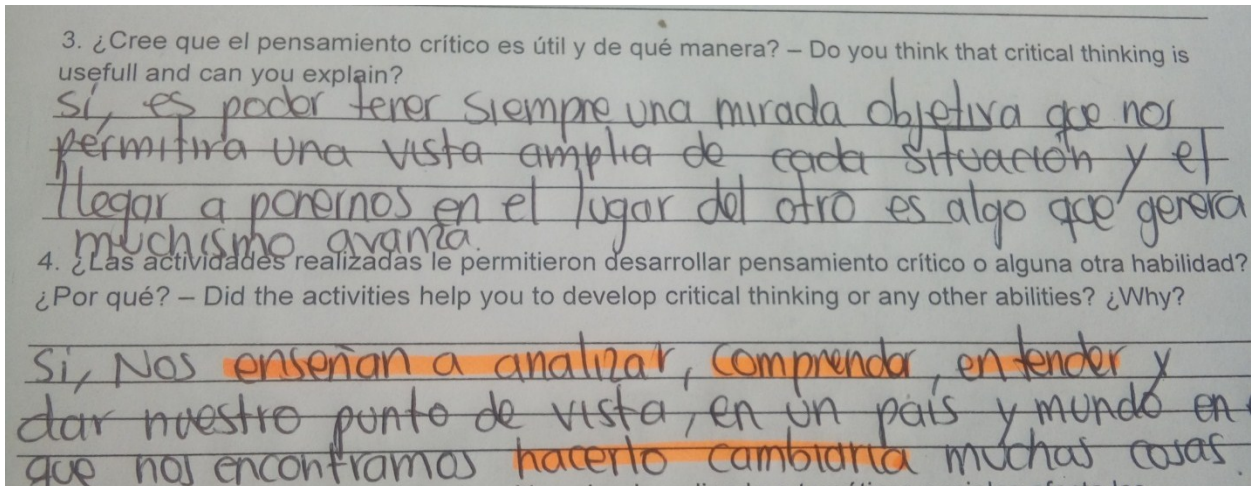 3. ¿Cree que el pensamiento crítico es útil y de qué manera? – Do you think that critical thinking is
usefull and can you explain?
Sí, es poder tener siempre una mirada objetiva que nos
permitira una vista amplia de cada situación y el
llegar a ponernos en el lugar del otro es algo que genera
muchismo avanza.
4. ¿Las actividades realizadas le permitieron desarrollar pensamiento crítico o alguna otra habilidad?
¿Por qué? – Did the activities help you to develop critical thinking or any other abilities? ¿Why?
Si, Nos enseñan a analizar, comprender, entender y
dar nuestro punto de vista, en un país y mundo en
que nos encontramos hacerlo cambiaria muchas cosas.